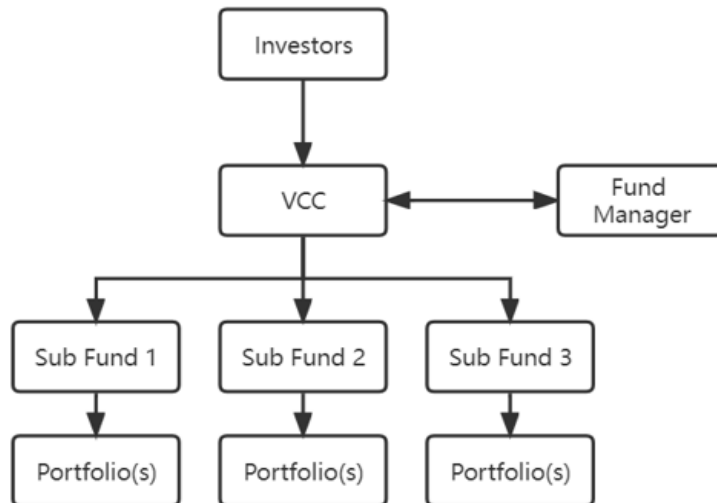 Investors
VCC
Fund
Manager
Sub Fund 1
Sub Fund 2
Sub Fund 3
Portfolio(s)
Portfolio(s)
Portfolio(s)